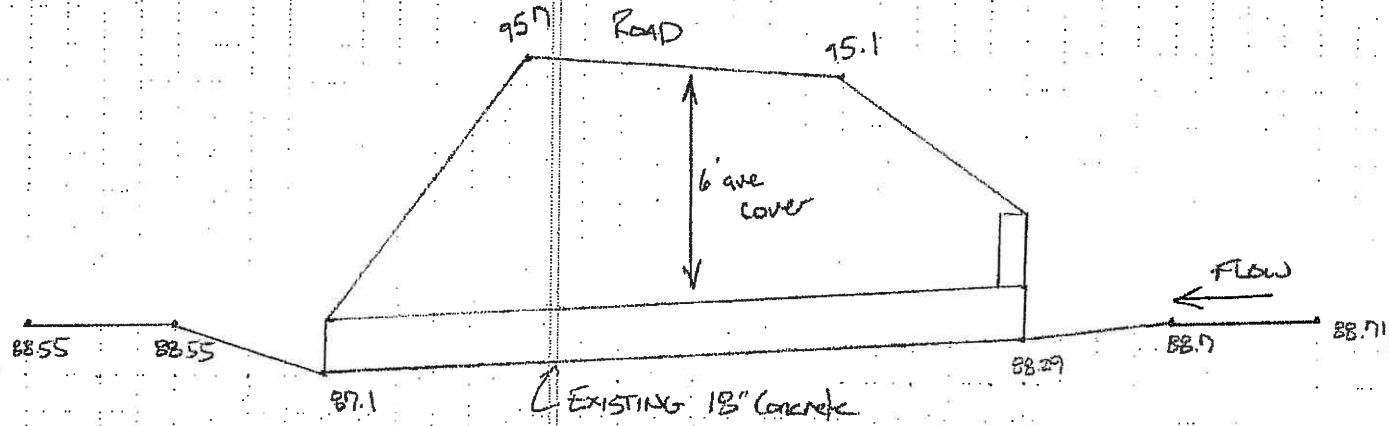 ROAD
95.7
95.1
6' ave
cover
FLOW
88.55
88.55
87.1
88.29
88.7
88.71
EXISTING 18" Concrete